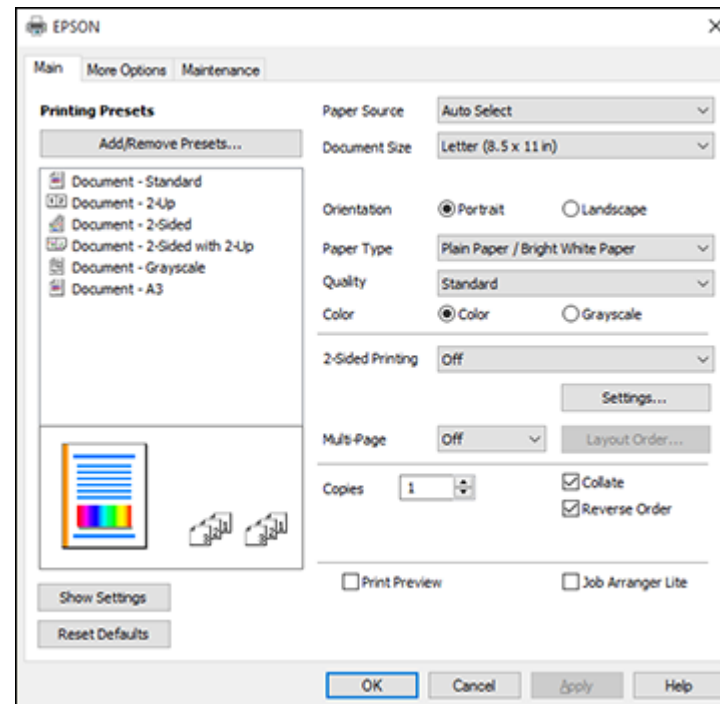 EPSON
Main More Options Maintenance
Printing Presets
Add/Remove Presets...
Document - Standard
Document - 2-Up
Document - 2-Sided
Document - 2-Sided with 2-Up
Document - Grayscale
Document - A3
Show Settings
Reset Defaults
Paper Source Auto Select
Document Size Letter (8.5 x 11 in)
Orientation Portrait Landscape
Paper Type Plain Paper / Bright White Paper
Quality Standard
Color Color Grayscale
2-Sided Printing Off
Settings...
Multi-Page Off Layout Order...
Copies 1 Collate
Reverse Order
Print Preview Job Arranger Lite
OK Cancel Apply Help